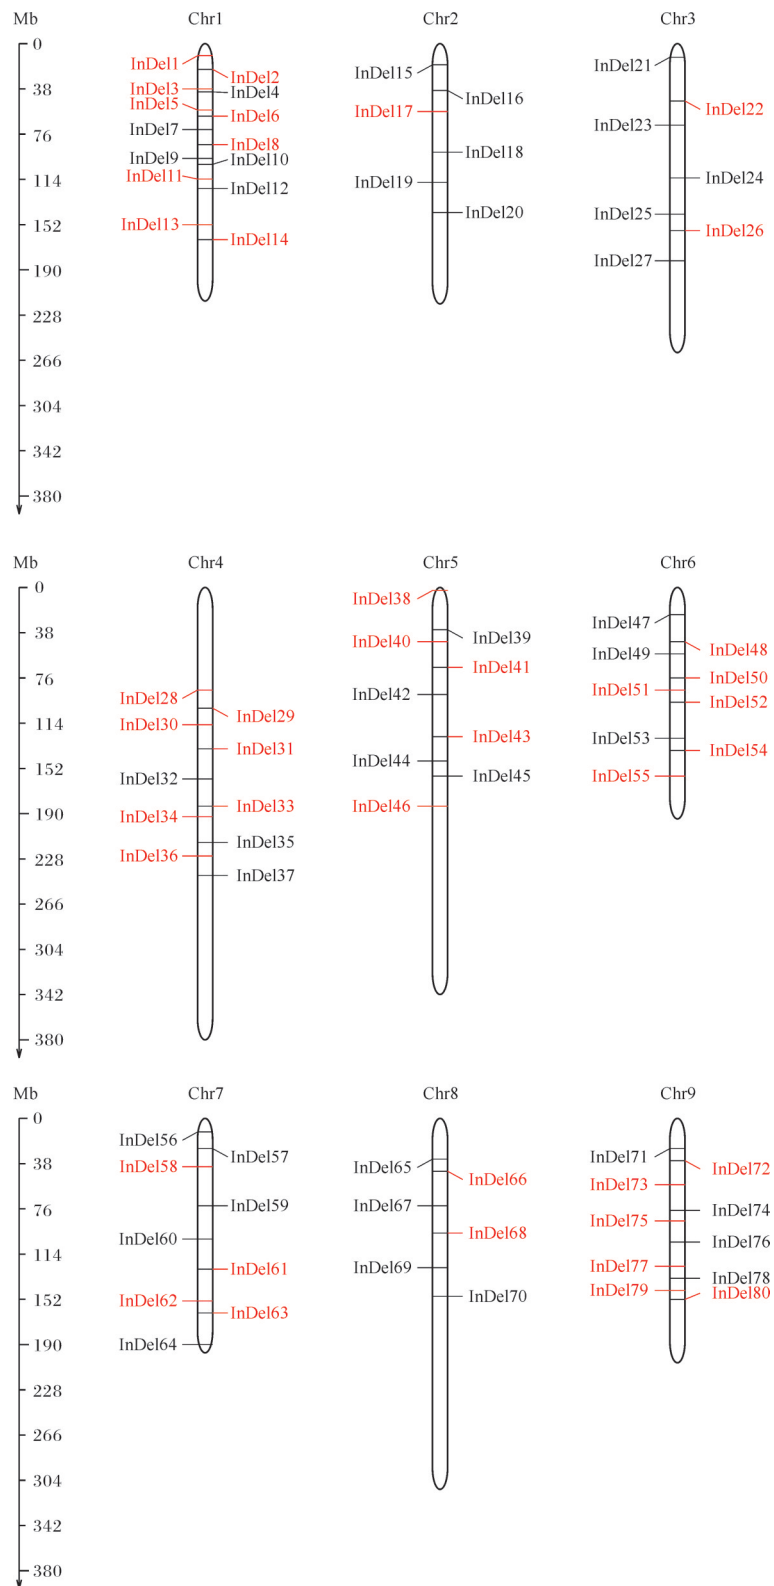 Mb Chr1 Chr2 Chr3
0
InDel21
InDel1
InDel15
InDel2
38
InDel3
InDel4
InDel16
InDel5
InDel22
InDel17
InDel6
InDel23
76
InDel7
InDel8
InDel18
InDel9
InDel10
114
InDel11
InDel24
InDel19
InDel12
InDel20
InDel25
152
InDel13
InDel26
InDel14
190
InDel27
228
266
304
342
380
Mb Chr4 Chr5 Chr6
0
InDel38
InDel47
38
InDel39
InDel40
InDel48
InDel49
InDel41
76
InDel50
InDel51
InDel28
InDel42
InDel52
InDel29
114
InDel30
InDel43
InDel53
InDel31
InDel54
InDel44
152
InDel45
InDel55
InDel32
InDel33
InDel46
190
InDel34
InDel35
InDel36
228
InDel37
266
304
342
380
Mb Chr7 Chr8 Chr9
0
InDel56
InDel57
InDel71
38
InDel58
InDel65
InDel72
InDel66
InDel73
76
InDel59
InDel67
InDel74
InDel75
InDel68
InDel60
InDel76
114
InDel77
InDel69
InDel61
InDel78
InDel79
InDel80
InDel70
152
InDel62
InDel63
190
InDel64
228
266
304
342
380